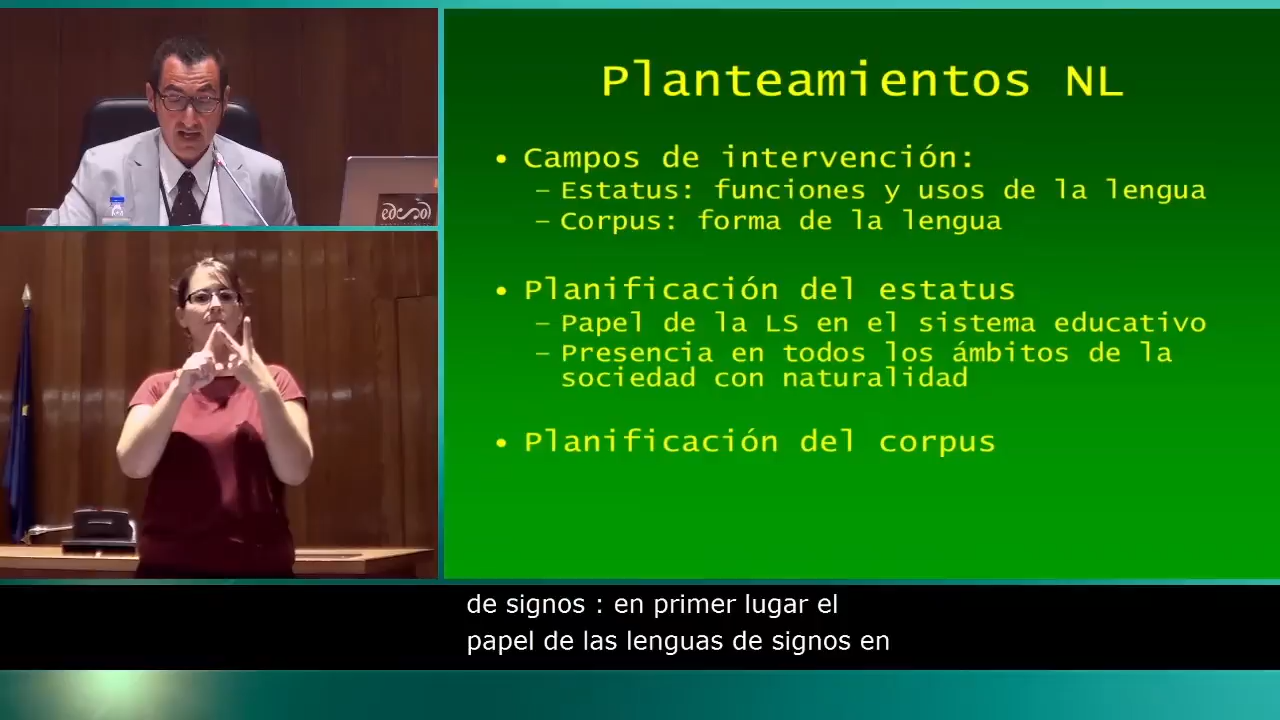 Planteamientos NL
• Campos de intervención:
– Estatus: funciones y usos de la lengua
– Corpus: forma de la lengua
• Planificación del estatus
– Papel de la LS en el sistema educativo
– Presencia en todos los ámbitos de la
sociedad con naturalidad
• Planificación del corpus
de signos : en primer lugar el
papel de las lenguas de signos en